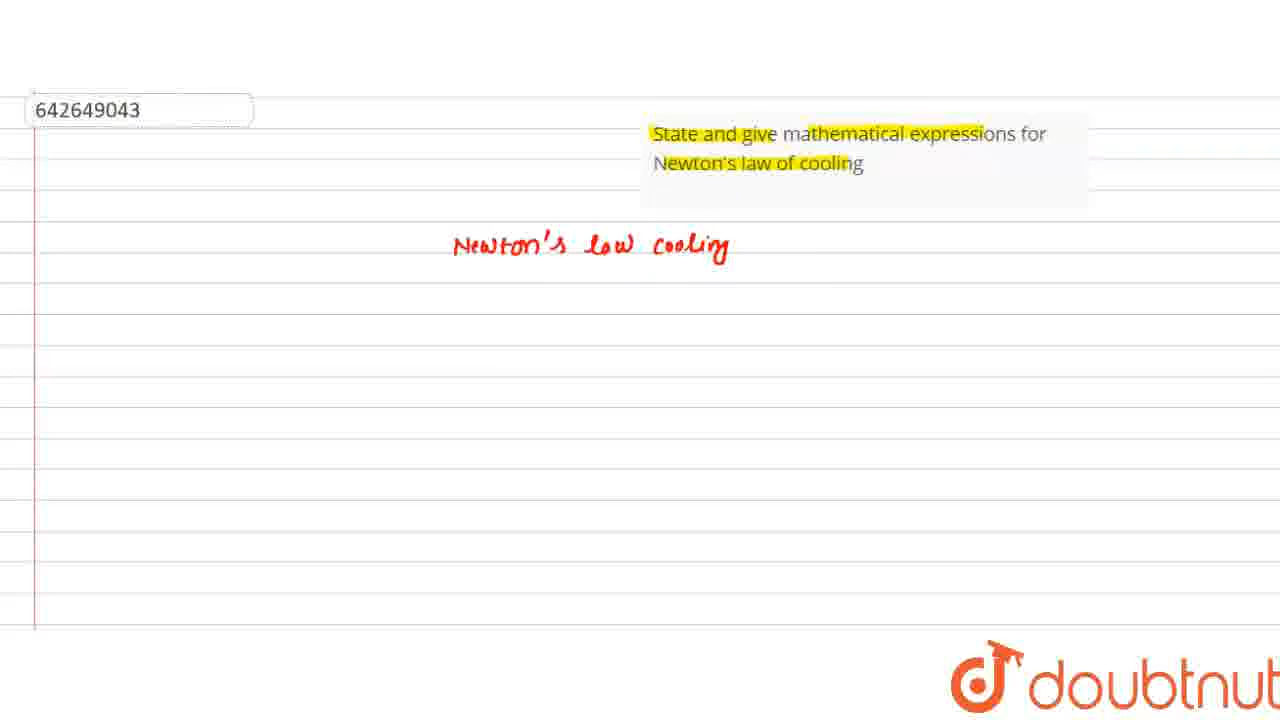 642649043
State and give mathematical expressions for
Newton's law of cooling
Newton's law cooling
doubtnut